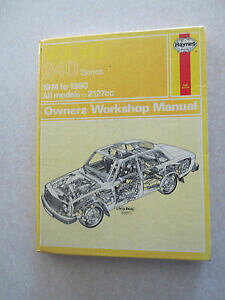 Haynes
240 Series
1974 to 1980
All models 2127cc
Owners Workshop Manual